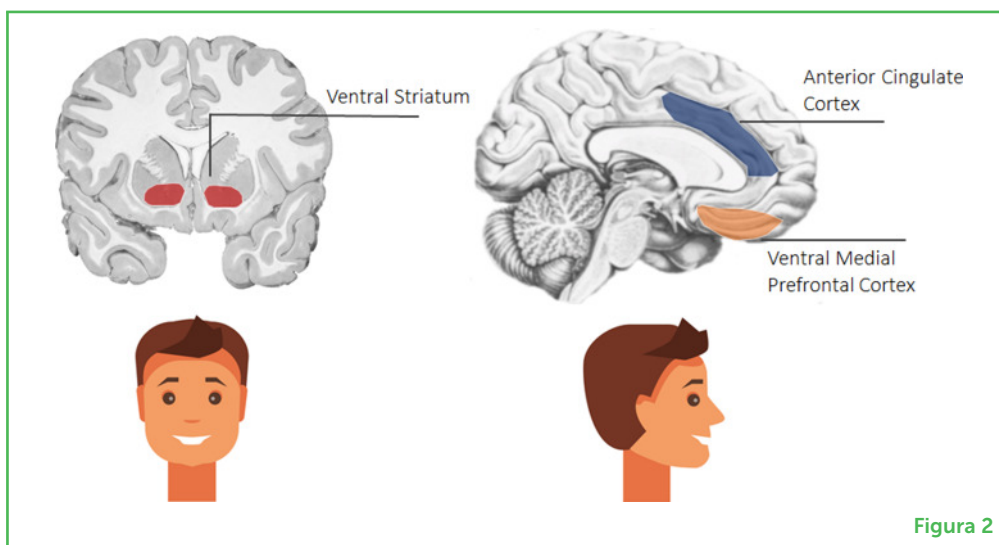 Ventral Striatum
Anterior Cingulate
Cortex
Ventral Medial
Prefrontal Cortex
Figura 2